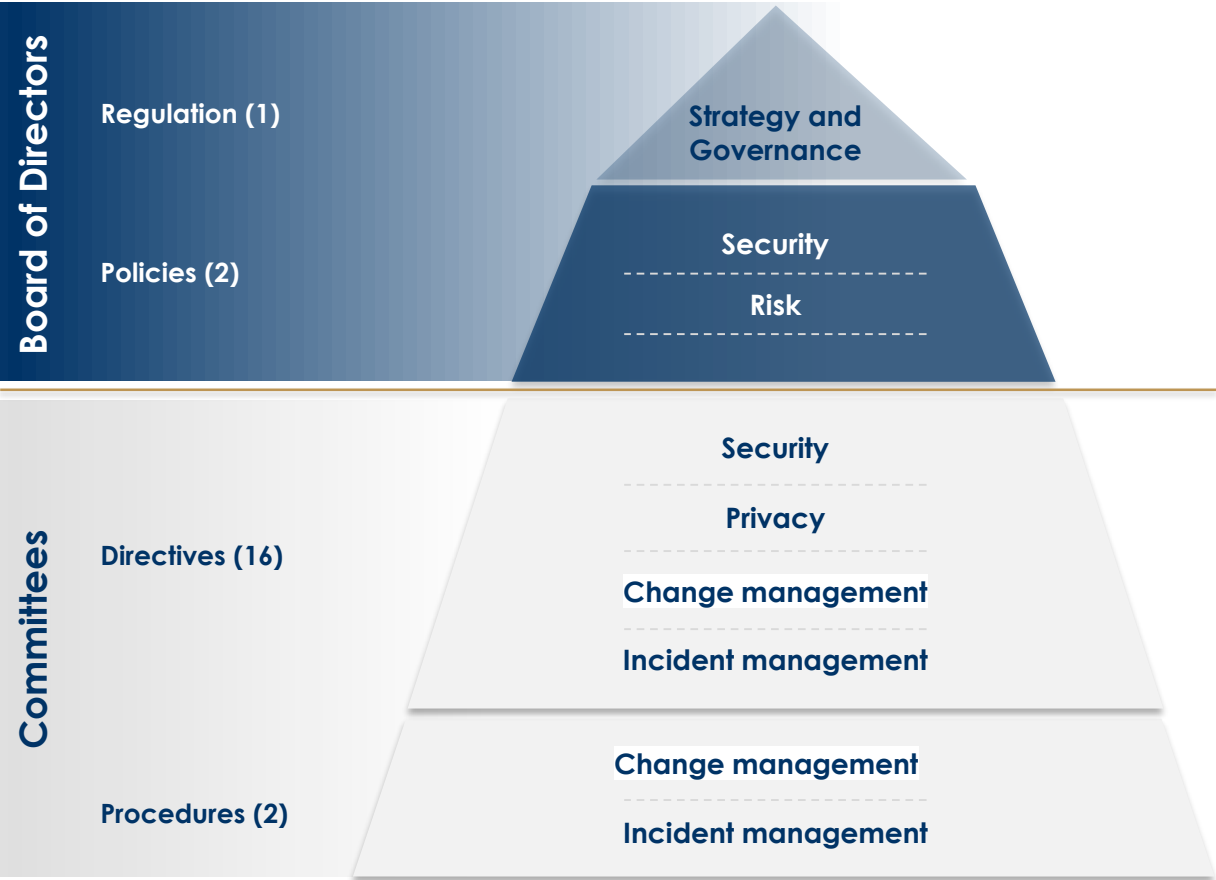 Board of Directors
Regulation (1)
Strategy and
Governance
Policies (2)
Security
Risk
Committees
Directives (16)
Security
Privacy
Change management
Incident management
Procedures (2)
Change management
Incident management